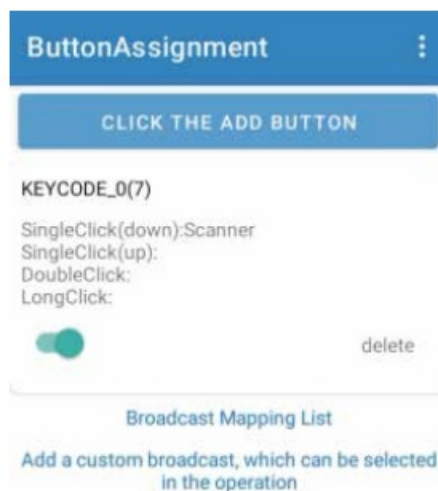 ButtonAssignment
CLICK THE ADD BUTTON
KEYCODE_0(7)
SingleClick(down):Scanner
SingleClick(up):
DoubleClick:
LongClick:
delete
Broadcast Mapping List
Add a custom broadcast, which can be selected
in the operation